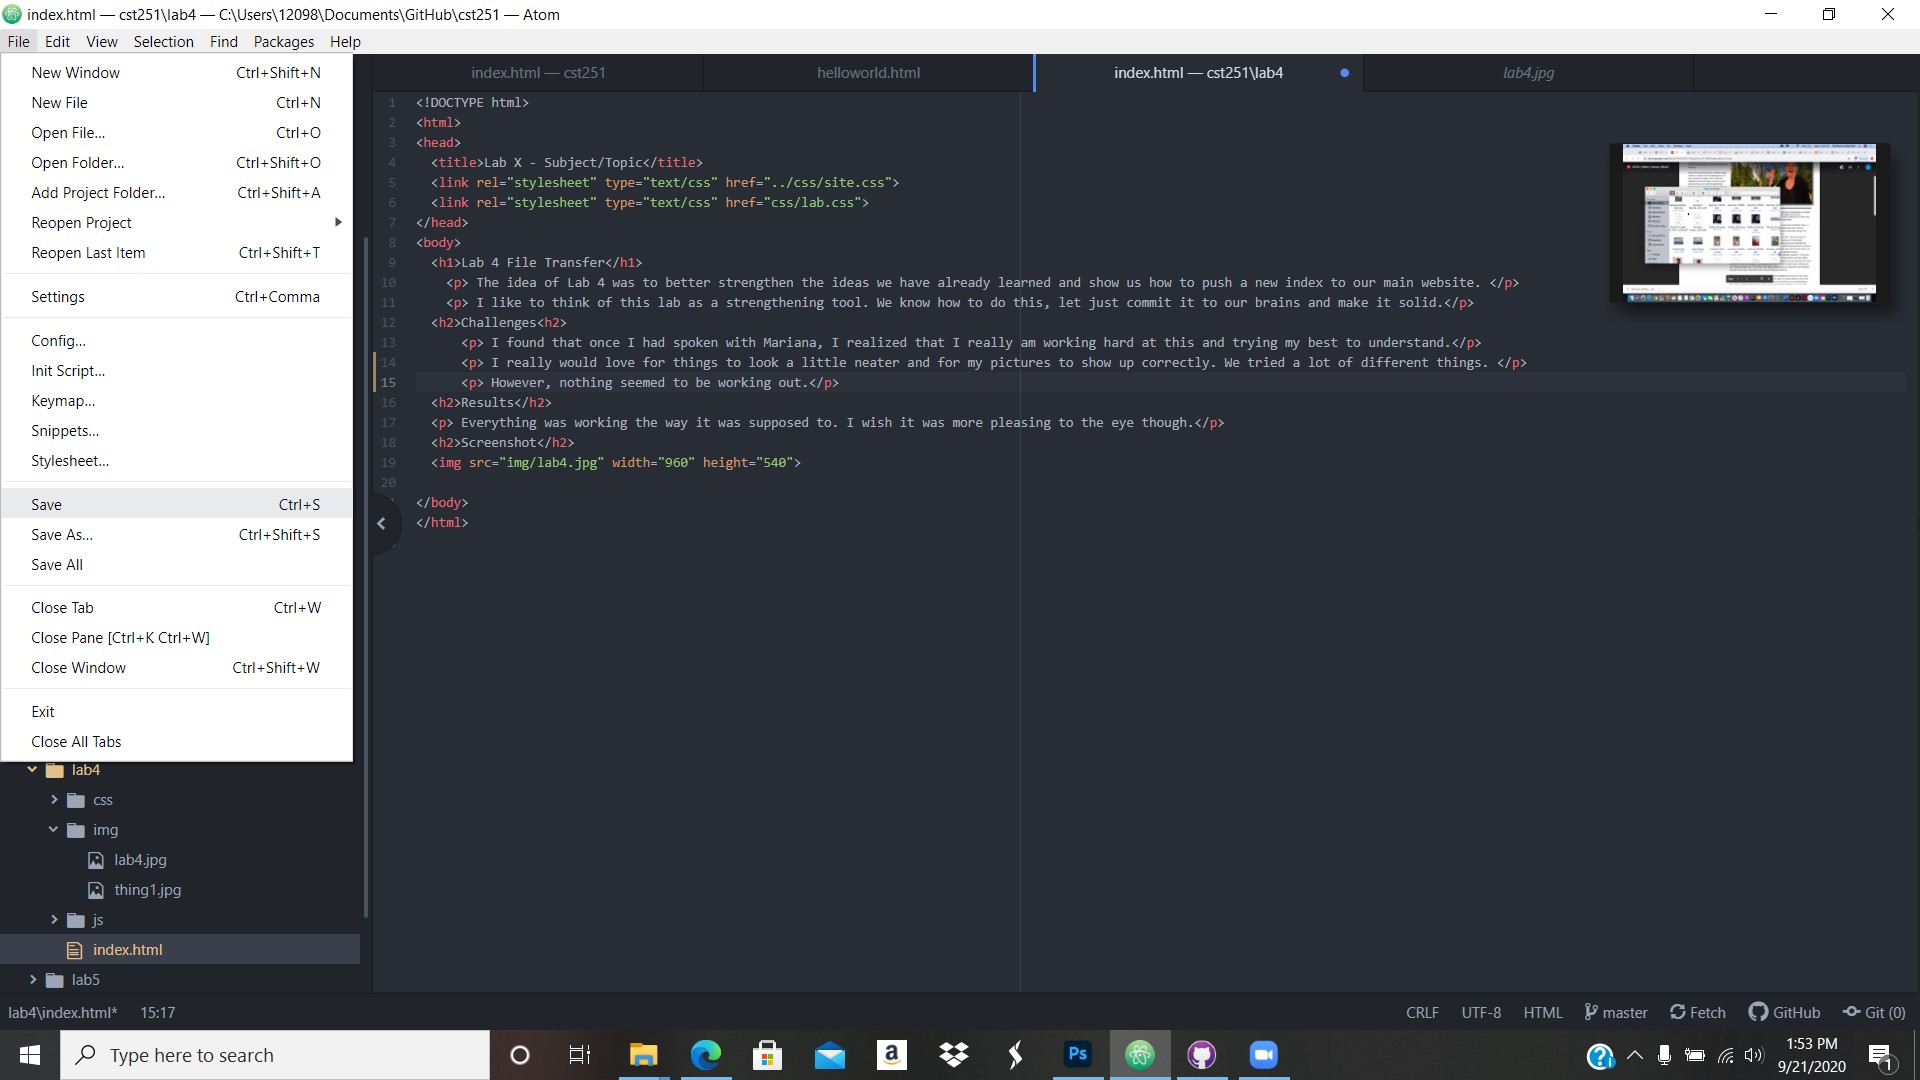 index.html — cst251\lab4 — C:\Users\12098\Documents\GitHub\cst251 — Atom
File Edit View Selection Find Packages Help
New Window Ctrl+Shift+N
New File Ctrl+N
Open File... Ctrl+O
Open Folder... Ctrl+Shift+O
Add Project Folder... Ctrl+Shift+A
Reopen Project
Reopen Last Item Ctrl+Shift+T
Settings Ctrl+Comma
Config...
Init Script...
Keymap...
Snippets...
Stylesheet...
Save Ctrl+S
Save As... Ctrl+Shift+S
Save All
Close Tab Ctrl+W
Close Pane [Ctrl+K Ctrl+W]
Close Window Ctrl+Shift+W
Exit
Close All Tabs
lab4
css
img
lab4.jpg
thing1.jpg
js
index.html
lab5
index.html — cst251 helloworld.html index.html — cst251\lab4 lab4.jpg
1 <!DOCTYPE html>
2 <html>
3 <head>
4 <title>Lab X - Subject/Topic</title>
5 <link rel="stylesheet" type="text/css" href="../css/site.css">
6 <link rel="stylesheet" type="text/css" href="css/lab.css">
7 </head>
8 <body>
9 <h1>Lab 4 File Transfer</h1>
10 <p> The idea of Lab 4 was to better strengthen the ideas we have already learned and show us how to push a new index to our main website. </p>
11 <p> I like to think of this lab as a strengthening tool. We know how to do this, let just commit it to our brains and make it solid.</p>
12 <h2>Challenges<h2>
13 <p> I found that once I had spoken with Mariana, I realized that I really am working hard at this and trying my best to understand.</p>
14 <p> I really would love for things to look a little neater and for my pictures to show up correctly. We tried a lot of different things. </p>
15 <p> However, nothing seemed to be working out.</p>
16 <h2>Results</h2>
17 <p> Everything was working the way it was supposed to. I wish it was more pleasing to the eye though.</p>
18 <h2>Screenshot</h2>
19 <img src="img/lab4.jpg" width="960" height="540">
20
</body>
</html>
lab4\index.html* 15:17 CRLF UTF-8 HTML master Fetch GitHub Git (0)
Type here to search
Ps
1:53 PM
9/21/2020
1